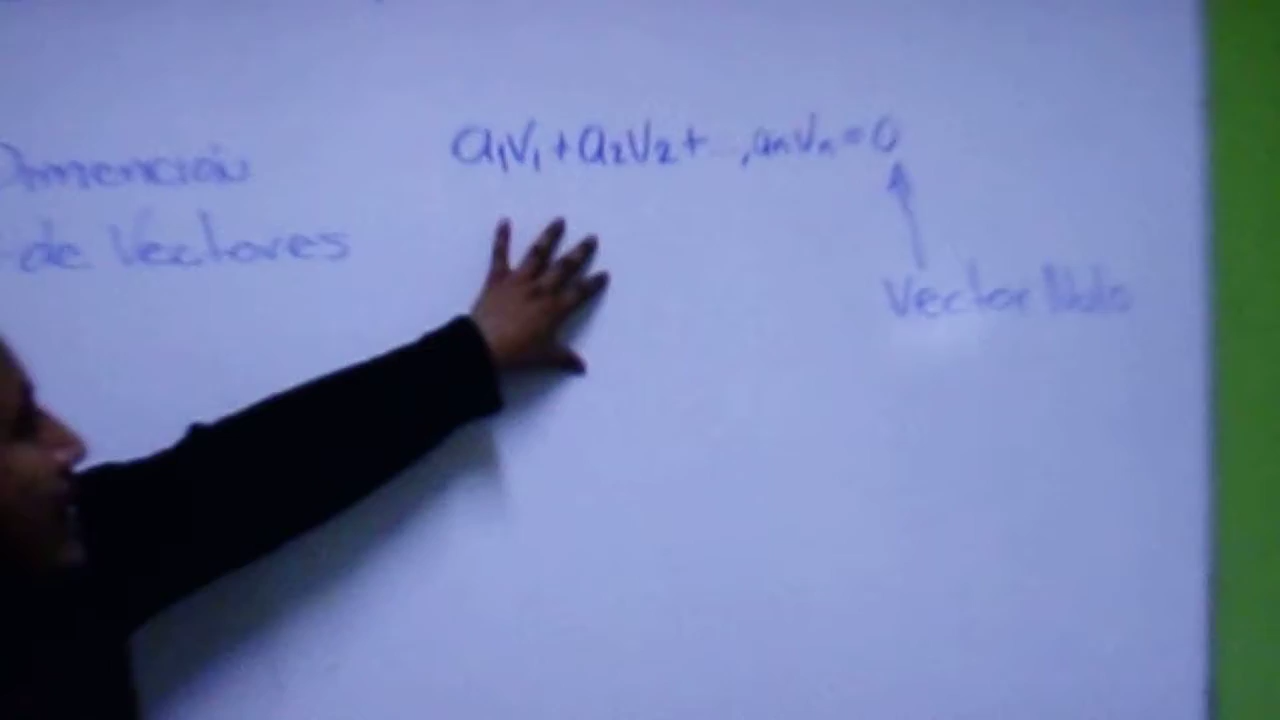 Dimención
de Vectores
a₁v₁+a₂v₂+...,aₙvₙ=0
Vector Nulo